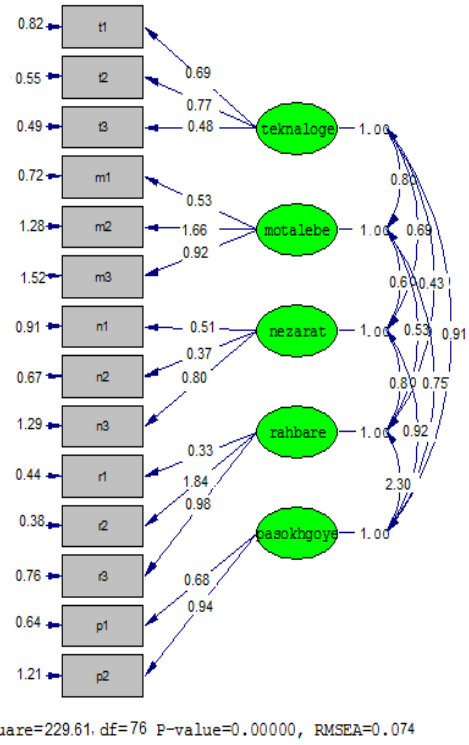 0.82 t1
0.55 t2
0.49 t3
0.72 m1
1.28 m2
1.52 m3
0.91 n1
0.67 n2
1.29 n3
0.44 r1
0.38 r2
0.76 r3
0.64 p1
1.21 p2
0.69
0.77
0.48
0.53
1.66
0.92
0.51
0.37
0.80
0.33
1.84
0.98
0.68
0.94
teknaloge 1.00
motalebe 1.00
nezarat 1.00
rahbare 1.00
pasokhgoye 1.00
0.69
0.43
0.91
0.53
0.75
0.92
2.30
uare=229.61, df=76 P-value=0.00000, RMSEA=0.074